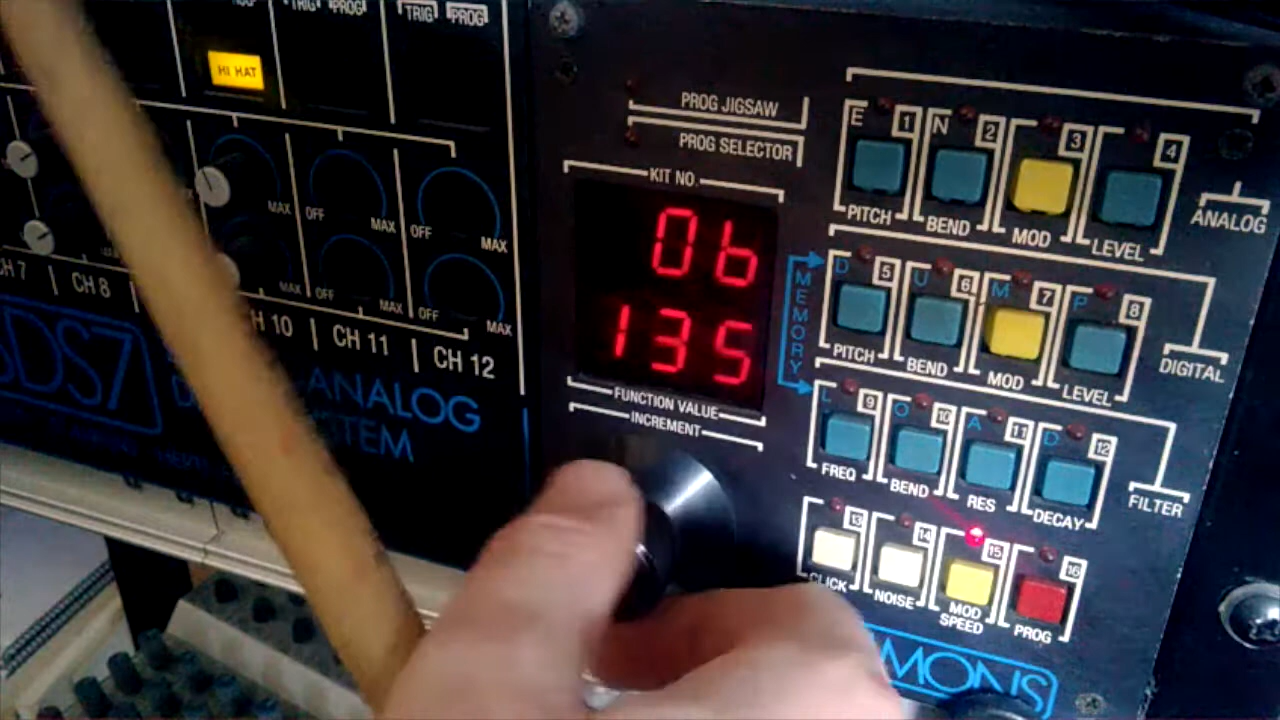 TRIG PROG
TRIG PROG
HI HAT
MAX
OFF
MAX
OFF
MAX
MAX
OFF
MAX
OFF
MAX
CH 7
CH 8
H 10
CH 11
CH 12
SDS7
ANALOG
PROG JIGSAW
PROG SELECTOR
KIT NO.
06
135
FUNCTION VALUE
INCREMENT
E 1 N 2 3 4
PITCH BEND MOD LEVEL
ANALOG
MEMORY
D 5 U 6 M 7 P 8
PITCH BEND MOD LEVEL
DIGITAL
L 9 O 10 A 11 D 12
FREQ BEND RES DECAY
FILTER
13 14 15 16
CLICK NOISE MOD SPEED PROG
MONS